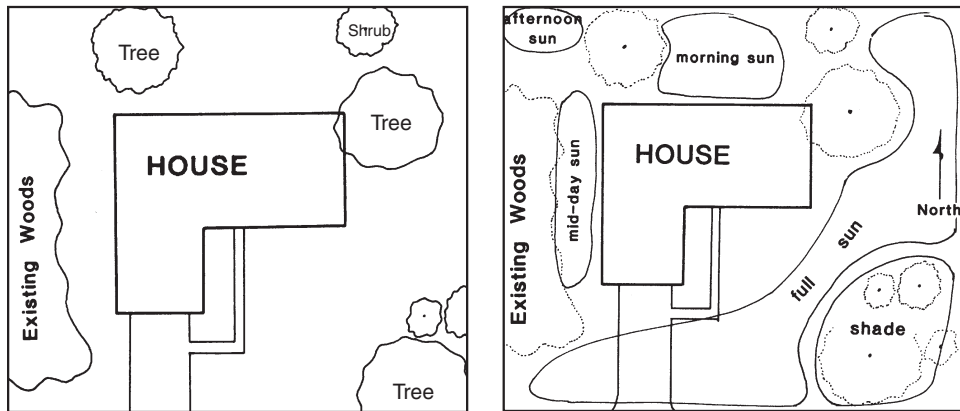 Tree
Shrub
Tree
HOUSE
Existing Woods
Tree
afternoon
sun
morning sun
HOUSE
mid-day sun
Existing Woods
North
full sun
shade